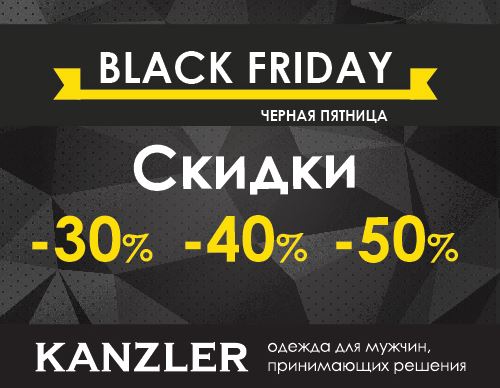 BLACK FRIDAY
ЧЕРНАЯ ПЯТНИЦА
Скидки
-30% -40% -50%
KANZLER
одежда для мужчин,
принимающих решения